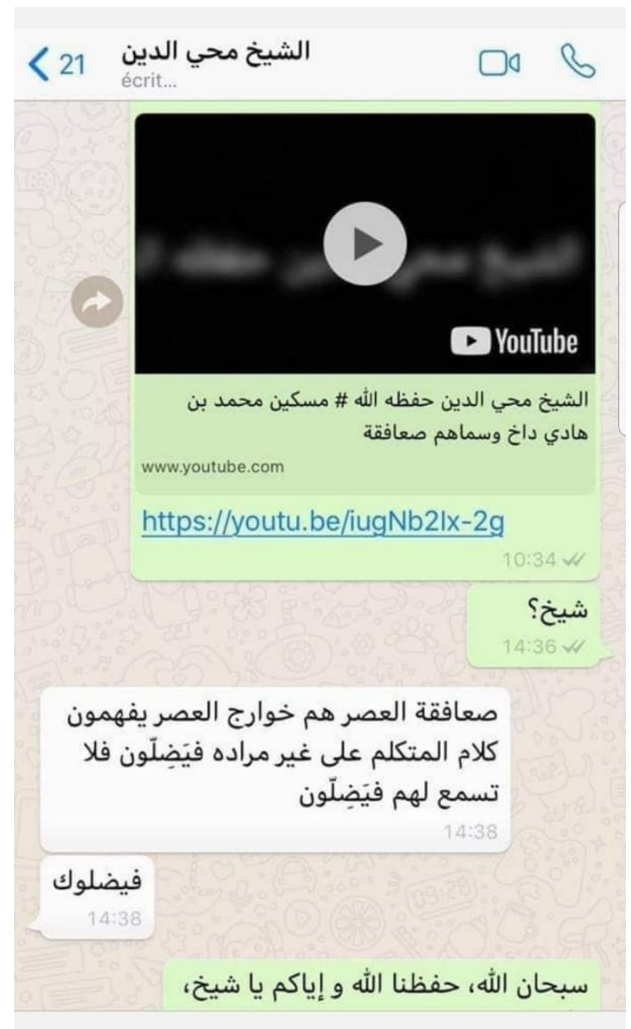 21
الشيخ محي الدين
écrit...
YouTube
الشيخ محي الدين حفظه الله # مسكين محمد بن
هادي داخ وسماهم صعافقة
www.youtube.com
https://youtu.be/iugNb2Ix-2g
10:34
شيخ؟
14:36
صعافقة العصر هم خوارج العصر يفهمون
كلام المتكلم على غير مراده فيَضِلّون فلا
تسمع لهم فيَضِلّون
14:38
فيضلوك
14:38
سبحان الله، حفظنا الله و إياكم يا شيخ،